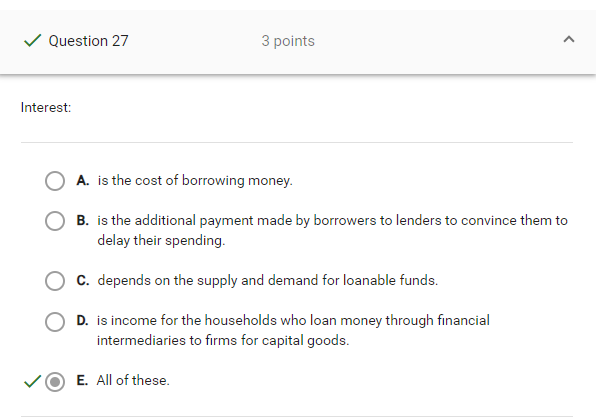 Question 27 3 points
Interest:
A. is the cost of borrowing money.
B. is the additional payment made by borrowers to lenders to convince them to
delay their spending.
C. depends on the supply and demand for loanable funds.
D. is income for the households who loan money through financial
intermediaries to firms for capital goods.
E. All of these.